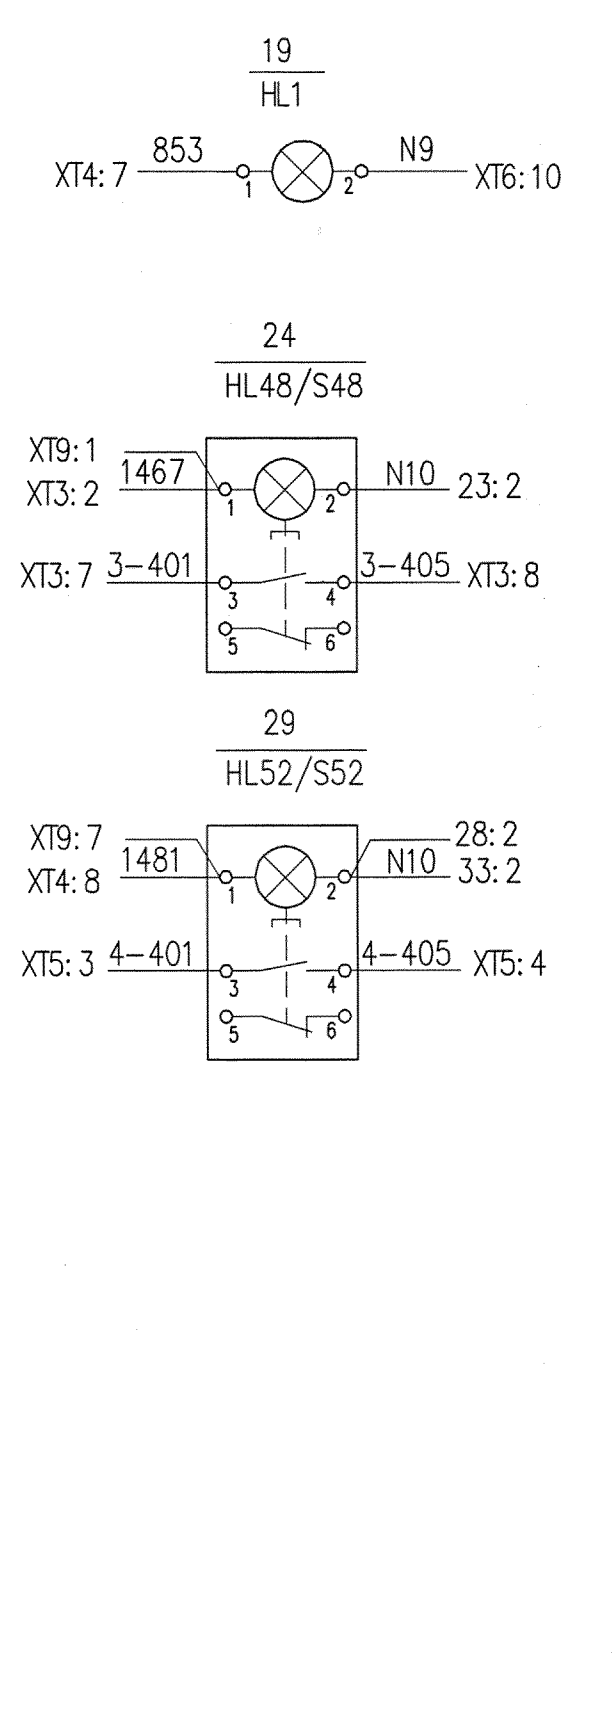 19
HL1
853
N9
XT4:7
1
2
XT6:10
24
HL48/S48
XT9:1
1467
N10
XT3:2
1
2
23:2
3-401
3-405
XT3:7
3
4
XT3:8
5
6
29
HL52/S52
XT9:7
28:2
1481
N10
XT4:8
1
2
33:2
4-401
4-405
XT5:3
3
4
XT5:4
5
6